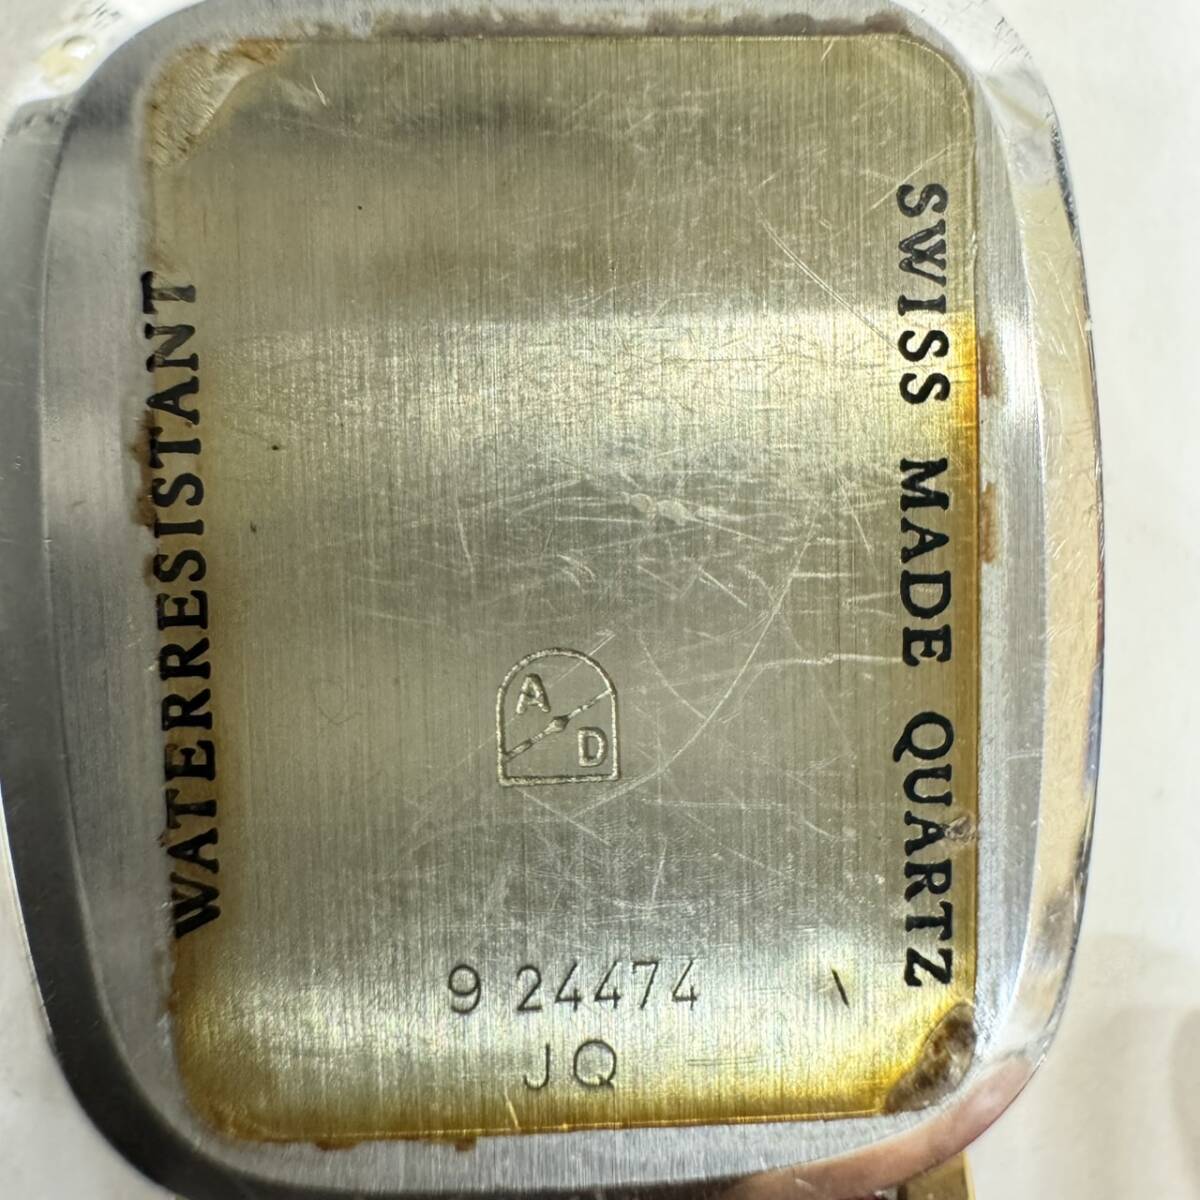 WATERRESISTANT
SWISS MADE QUARTZ
A
D
9 24474
JQ